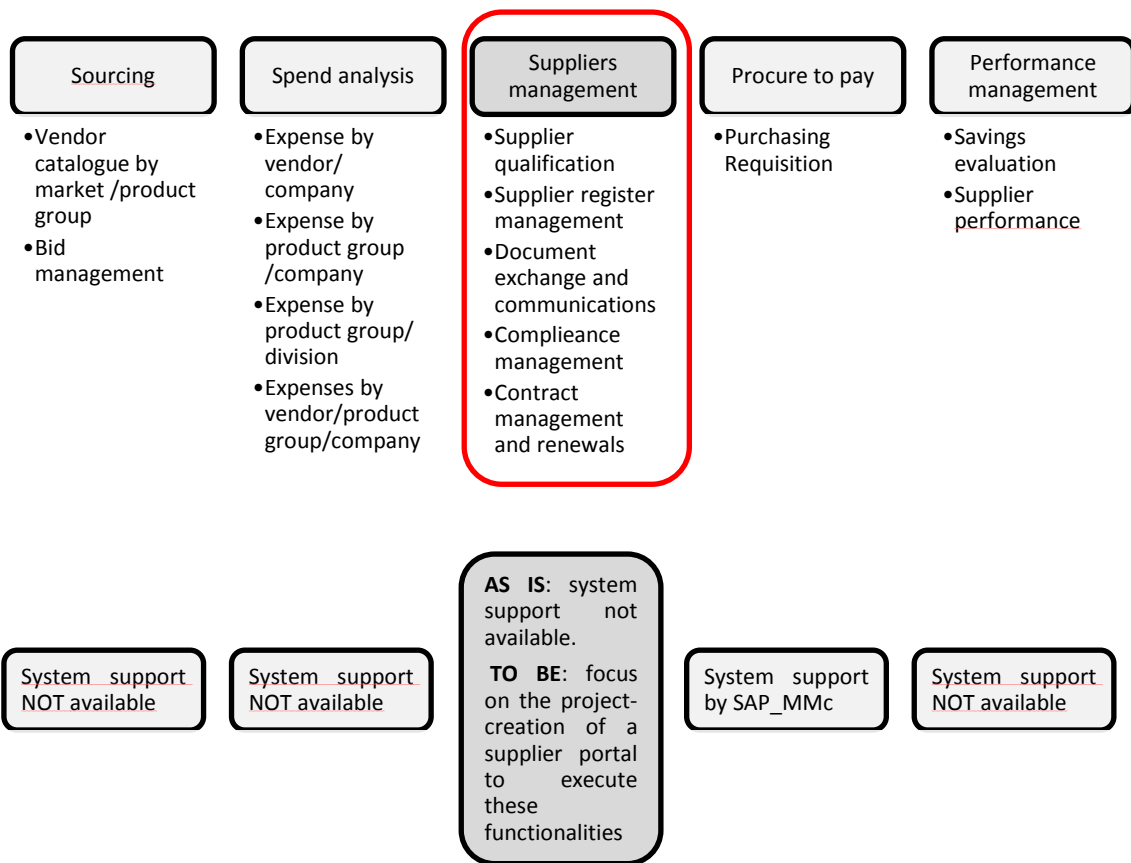 Sourcing
•Vendor
catalogue by
market /product
group
•Bid
management
Spend analysis
•Expense by
vendor/
company
•Expense by
product group
/company
•Expense by
product group/
division
•Expenses by
vendor/product
group/company
Suppliers
management
•Supplier
qualification
•Supplier register
management
•Document
exchange and
communications
•Complieance
management
•Contract
management
and renewals
Procure to pay
•Purchasing
Requisition
Performance
management
•Savings
evaluation
•Supplier
performance
System support
NOT available
System support
NOT available
AS IS: system
support not
available.
TO BE: focus
on the project-
creation of a
supplier portal
to execute
these
functionalities
System support
by SAP_MMc
System support
NOT available